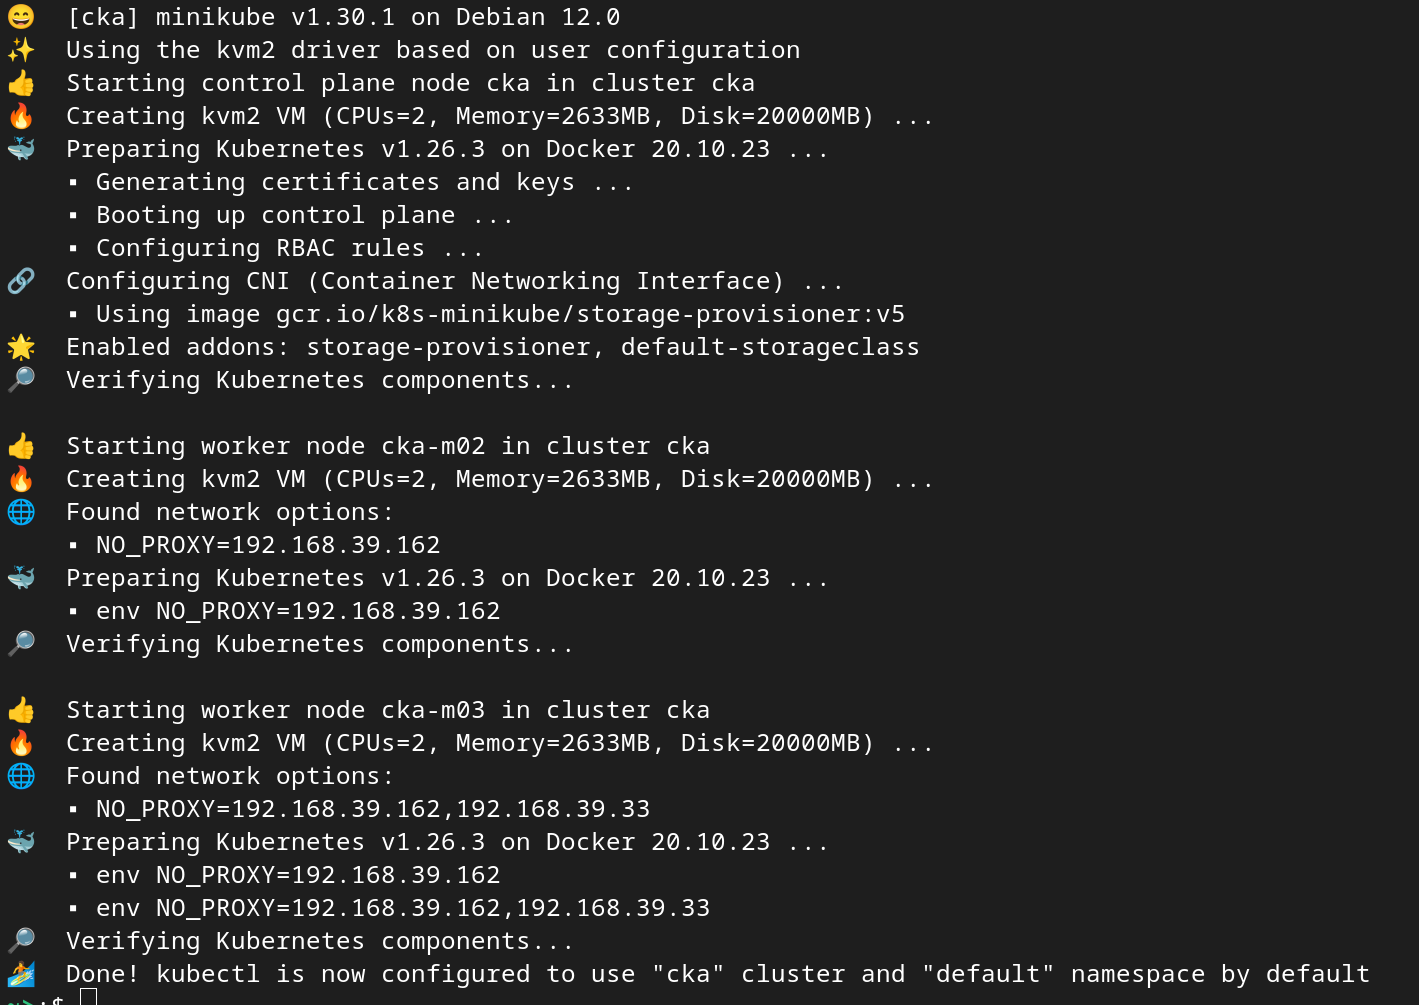 😄 [cka] minikube v1.30.1 on Debian 12.0
✨ Using the kvm2 driver based on user configuration
👍 Starting control plane node cka in cluster cka
🔥 Creating kvm2 VM (CPUs=2, Memory=2633MB, Disk=20000MB) ...
🐳 Preparing Kubernetes v1.26.3 on Docker 20.10.23 ...
▪ Generating certificates and keys ...
▪ Booting up control plane ...
▪ Configuring RBAC rules ...
🔗 Configuring CNI (Container Networking Interface) ...
▪ Using image gcr.io/k8s-minikube/storage-provisioner:v5
🌟 Enabled addons: storage-provisioner, default-storageclass
🔎 Verifying Kubernetes components...
👍 Starting worker node cka-m02 in cluster cka
🔥 Creating kvm2 VM (CPUs=2, Memory=2633MB, Disk=20000MB) ...
🌐 Found network options:
▪ NO_PROXY=192.168.39.162
🐳 Preparing Kubernetes v1.26.3 on Docker 20.10.23 ...
▪ env NO_PROXY=192.168.39.162
🔎 Verifying Kubernetes components...
👍 Starting worker node cka-m03 in cluster cka
🔥 Creating kvm2 VM (CPUs=2, Memory=2633MB, Disk=20000MB) ...
🌐 Found network options:
▪ NO_PROXY=192.168.39.162,192.168.39.33
🐳 Preparing Kubernetes v1.26.3 on Docker 20.10.23 ...
▪ env NO_PROXY=192.168.39.162
▪ env NO_PROXY=192.168.39.162,192.168.39.33
🔎 Verifying Kubernetes components...
🏄 Done! kubectl is now configured to use "cka" cluster and "default" namespace by default